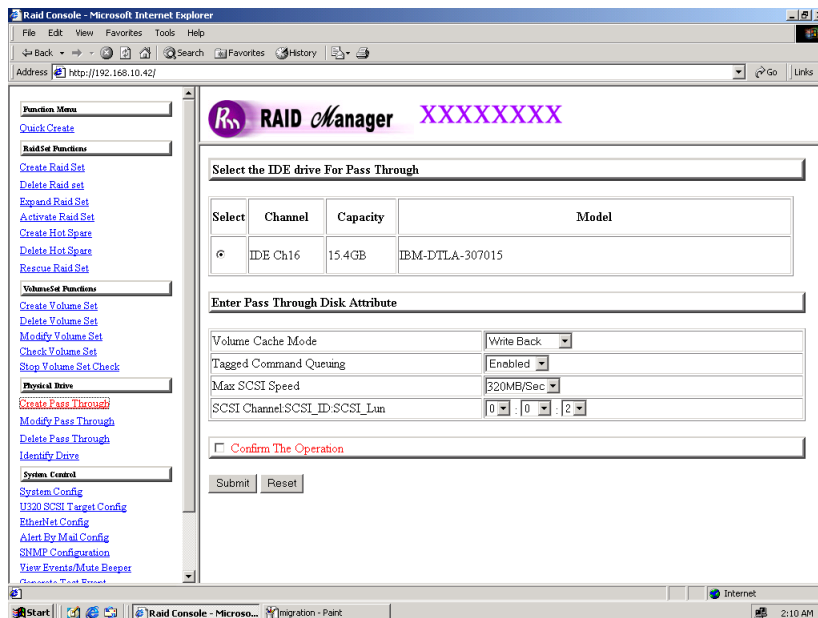 Raid Console - Microsoft Internet Explorer
File Edit View Favorites Tools Help
Back Search Favorites History
Address http://192.168.10.42/ Go Links
Function Menu
Quick Create
RaidSet Functions
Create Raid Set
Delete Raid set
Expand Raid Set
Activate Raid Set
Create Hot Spare
Delete Hot Spare
Rescue Raid Set
VolumeSet Functions
Create Volume Set
Delete Volume Set
Modify Volume Set
Check Volume Set
Stop Volume Set Check
Physical Drive
Create Pass Through
Modify Pass Through
Delete Pass Through
Identify Drive
System Control
System Config
U320 SCSI Target Config
EtherNet Config
Alert By Mail Config
SNMP Configuration
View Events/Mute Beeper
Generate Test Event
Rm RAID Manager XXXXXXXX
Select the IDE drive For Pass Through
Select Channel Capacity Model
IDE Ch16 15.4GB IBM-DTLA-307015
Enter Pass Through Disk Attribute
Volume Cache Mode Write Back
Tagged Command Queuing Enabled
Max SCSI Speed 320MB/Sec
SCSI Channel:SCSI_ID:SCSI_Lun 0 : 0 : 2
Confirm The Operation
Submit Reset
Internet
Start Raid Console - Microso... migration - Paint 2:10 AM